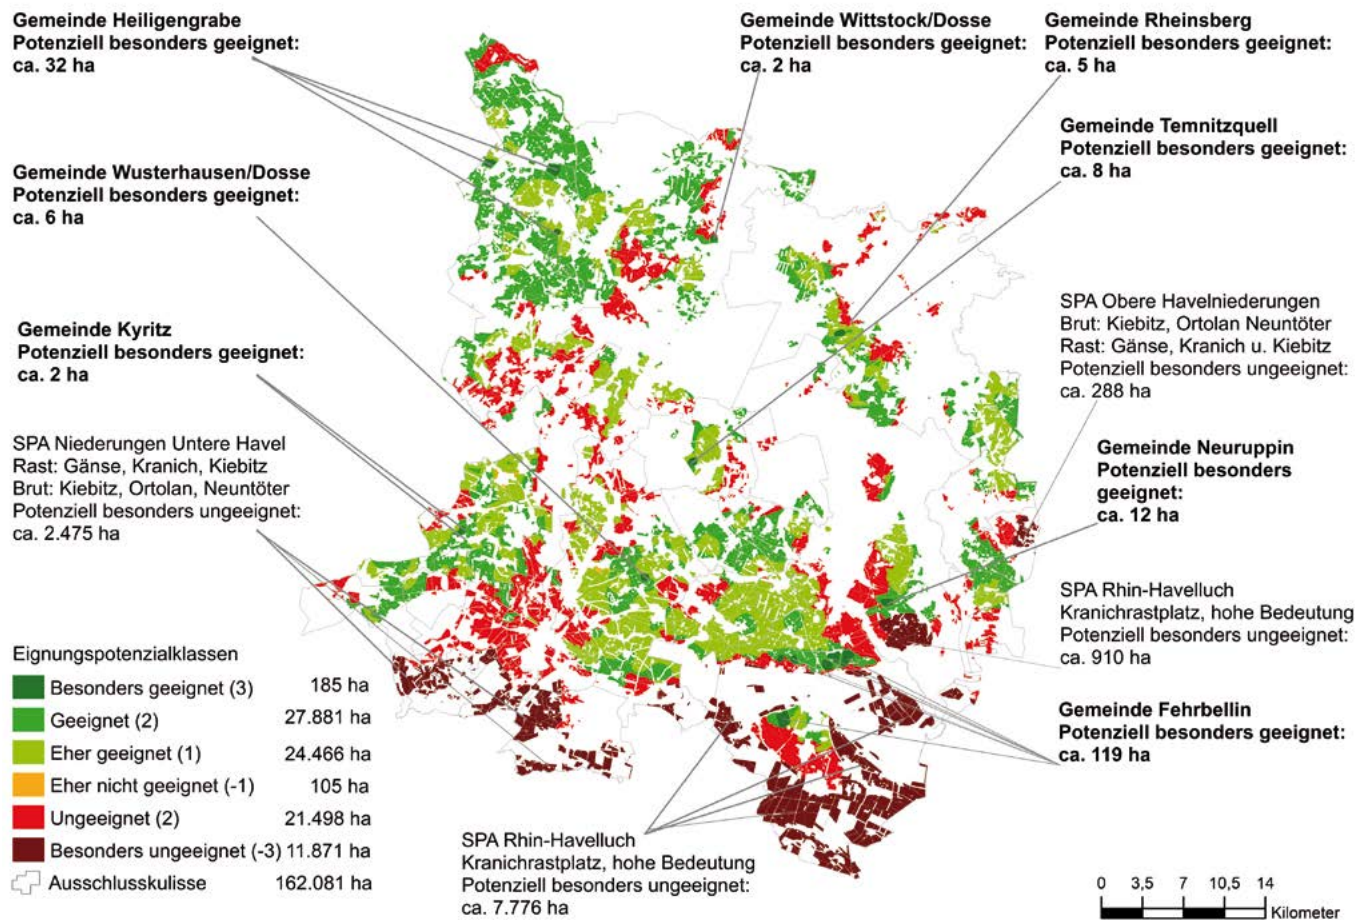 Gemeinde Heiligengrabe
Potenziell besonders geeignet:
ca. 32 ha
Gemeinde Wittstock/Dosse
Potenziell besonders geeignet:
ca. 2 ha
Gemeinde Rheinsberg
Potenziell besonders geeignet:
ca. 5 ha
Gemeinde Temnitzquell
Potenziell besonders geeignet:
ca. 8 ha
Gemeinde Wusterhausen/Dosse
Potenziell besonders geeignet:
ca. 6 ha
SPA Obere Havelniederungen
Brut: Kiebitz, Ortolan Neuntöter
Rast: Gänse, Kranich u. Kiebitz
Potenziell besonders ungeeignet:
ca. 288 ha
Gemeinde Kyritz
Potenziell besonders geeignet:
ca. 2 ha
SPA Niederungen Untere Havel
Rast: Gänse, Kranich, Kiebitz
Brut: Kiebitz, Ortolan, Neuntöter
Potenziell besonders ungeeignet:
ca. 2.475 ha
Gemeinde Neuruppin
Potenziell besonders
geeignet:
ca. 12 ha
SPA Rhin-Havelluch
Kranichrastplatz, hohe Bedeutung
Potenziell besonders ungeeignet:
ca. 910 ha
Gemeinde Fehrbellin
Potenziell besonders geeignet:
ca. 119 ha
Eignungspotenzialklassen
Besonders geeignet (3) 185 ha
Geeignet (2) 27.881 ha
Eher geeignet (1) 24.466 ha
Eher nicht geeignet (-1) 105 ha
Ungeeignet (2) 21.498 ha
Besonders ungeeignet (-3) 11.871 ha
Ausschlusskulisse 162.081 ha
SPA Rhin-Havelluch
Kranichrastplatz, hohe Bedeutung
Potenziell besonders ungeeignet:
ca. 7.776 ha
0 3,5 7 10,5 14
Kilometer